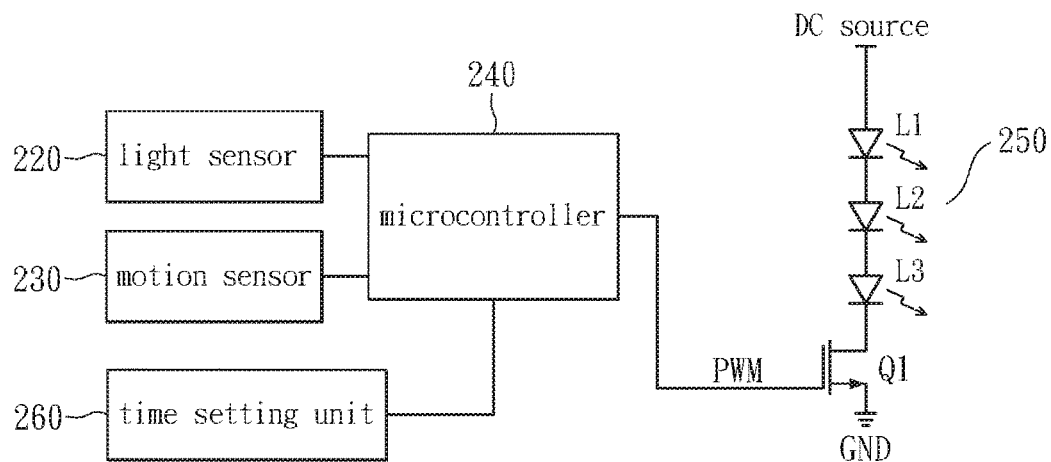 DC source
240
L1
220
light sensor
250
L2
microcontroller
230
motion sensor
L3
PWM
Q1
260
time setting unit
GND